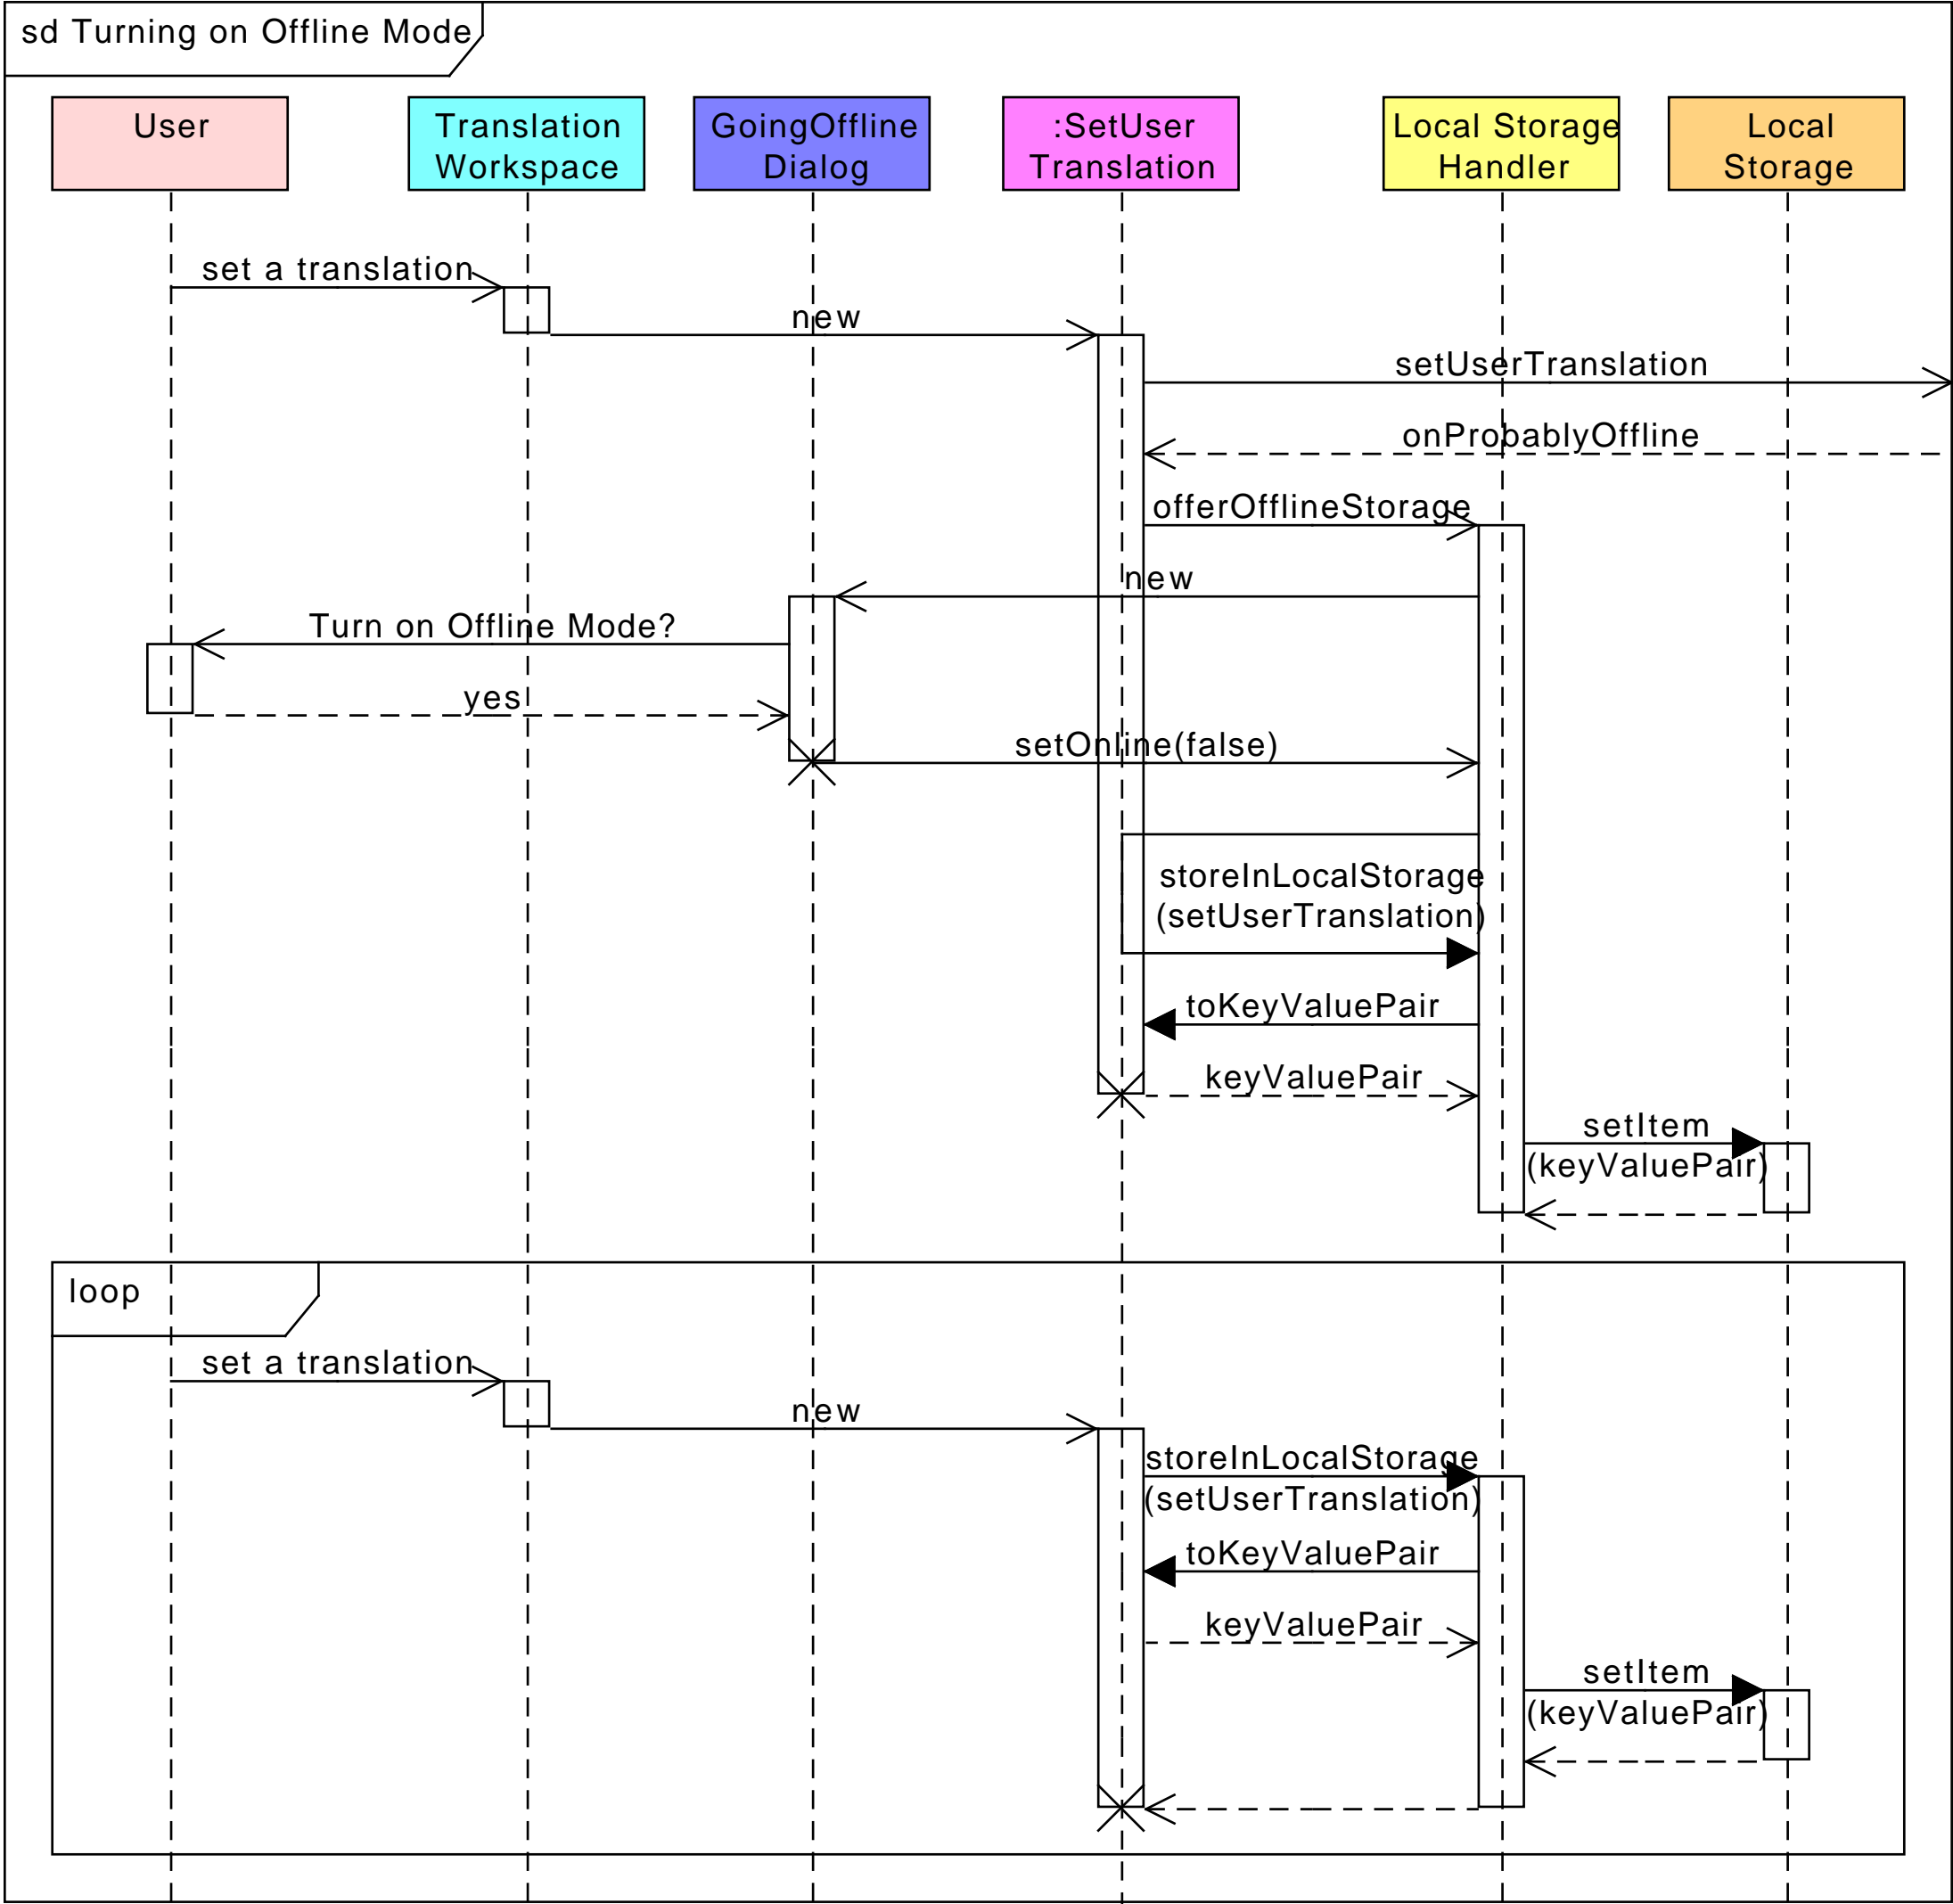 sd Turning on Offline Mode
User
Translation
Workspace
GoingOffline
Dialog
:SetUser
Translation
Local Storage
Handler
Local
Storage
set a translation
new
setUserTranslation
onProbablyOffline
offerOfflineStorage
new
Turn on Offline Mode?
yes
setOnline(false)
storeInLocalStorage
(setUserTranslation)
toKeyValuePair
keyValuePair
setItem
(keyValuePair)
loop
set a translation
new
storeInLocalStorage
(setUserTranslation)
toKeyValuePair
keyValuePair
setItem
(keyValuePair)